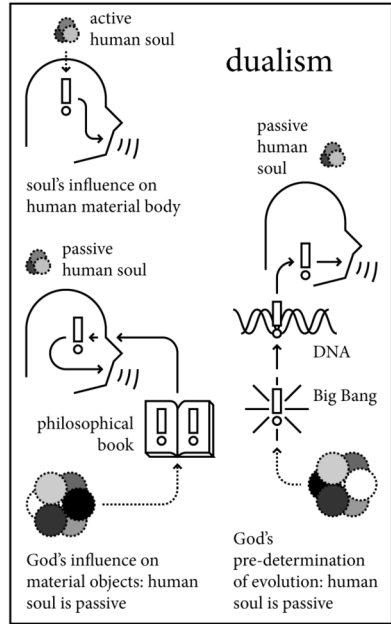 active
human soul
dualism
soul's influence on
human material body
passive
human soul
philosophical
book
God's influence on
material objects: human
soul is passive
passive
human
soul
DNA
Big Bang
God's
pre-determination
of evolution: human
soul is passive